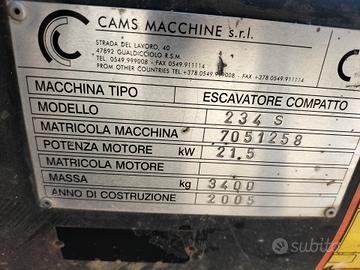 CAMS MACCHINE s.r.l.
STRADA DEL LAVORO, 40
47892 GUALDICCIOLO R.S.M.
TEL. 0549.999008 - FAX 0549.911114
FROM OTHER COUNTRIES TEL. +378.0549.999008 - FAX +378.0549.911114
MACCHINA TIPO ESCAVATORE COMPATTO
MODELLO 234 S
MATRICOLA MACCHINA 7051258
POTENZA MOTORE kW 21,5
MATRICOLA MOTORE
MASSA kg 3400
ANNO DI COSTRUZIONE 2005
subito